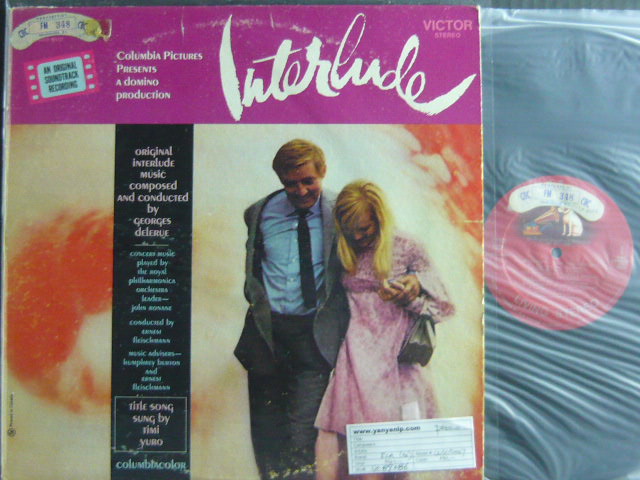 FM 348
VICTOR
STEREO
Columbia Pictures
Presents
a domino
production
Interlude
AN ORIGINAL
SOUNDTRACK
RECORDING
ORIGINAL
INTERLUDE
MUSIC
COMPOSED
AND CONDUCTED
BY
GEORGES
DELERUE
CONCERT MUSIC
PLAYED BY
THE ROYAL
PHILHARMONICA
ORCHESTRA
LEADER—
JOHN RONANE
CONDUCTED BY
ERNEST
FLEISCHMANN
MUSIC ADVISERS—
HUMPHREY BURTON
AND
ERNEST
FLEISCHMANN
TITLE SONG
SUNG BY
TIMI
YURO
COLUMBIACOLOR
Printed in Canada
www.yanyenlp.com
FM 348